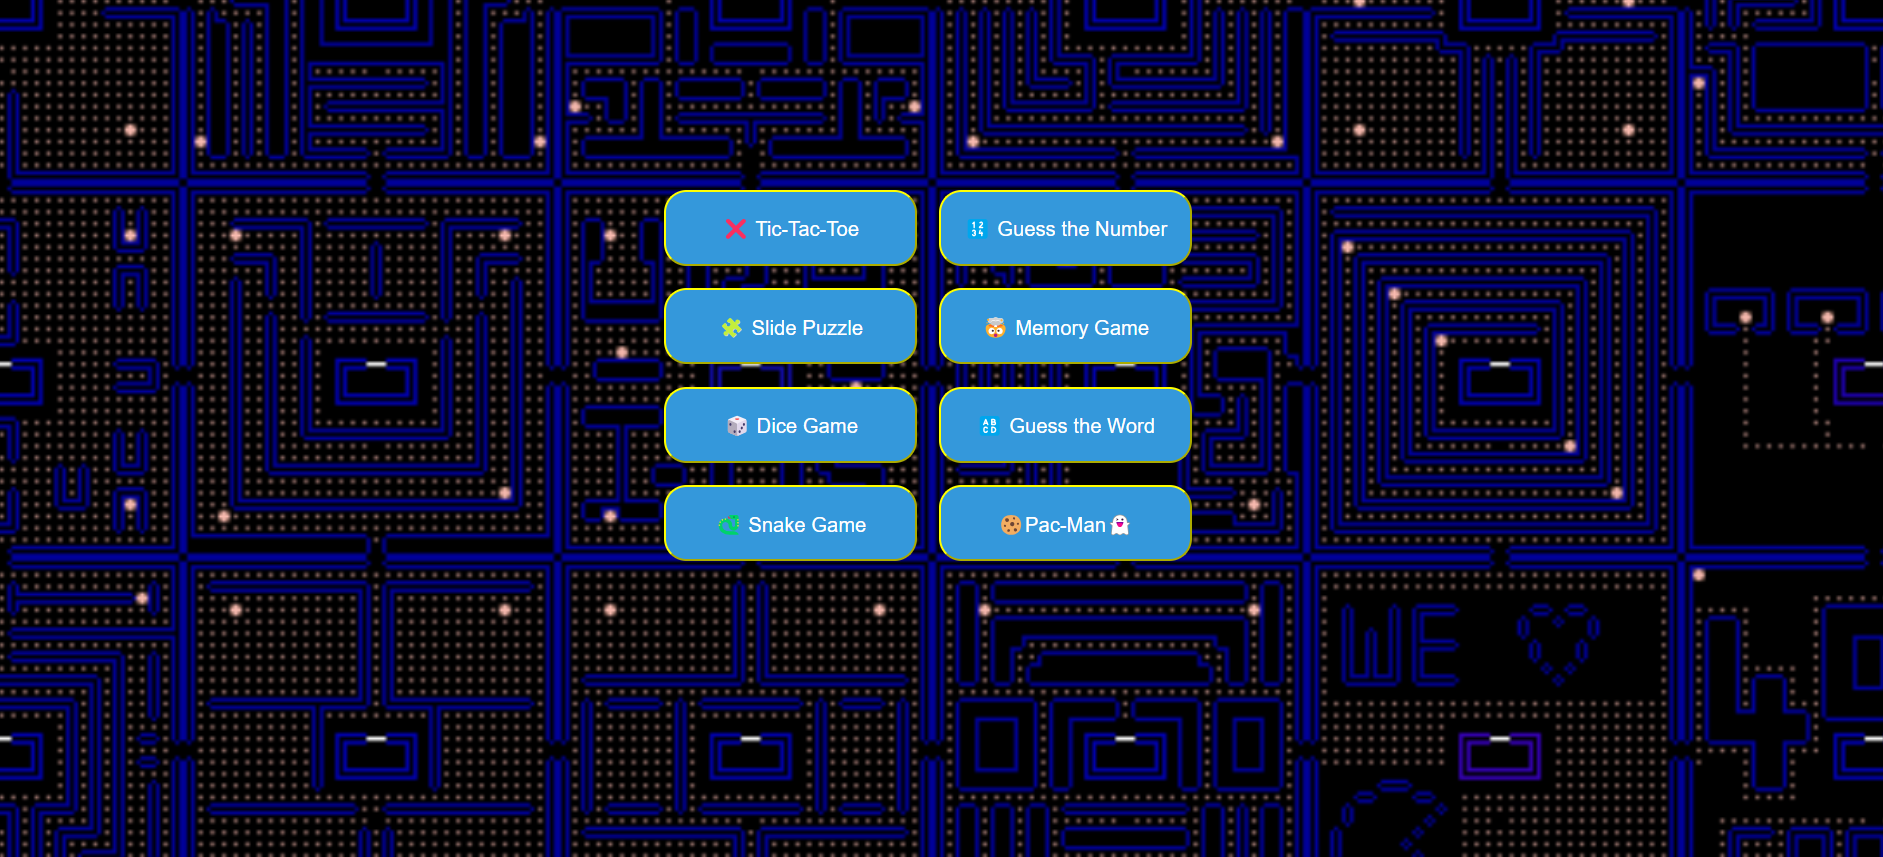 ❌ Tic-Tac-Toe
🔢 Guess the Number
🧩 Slide Puzzle
🤯 Memory Game
🎲 Dice Game
🔠 Guess the Word
🐍 Snake Game
🍪Pac-Man👻
WE